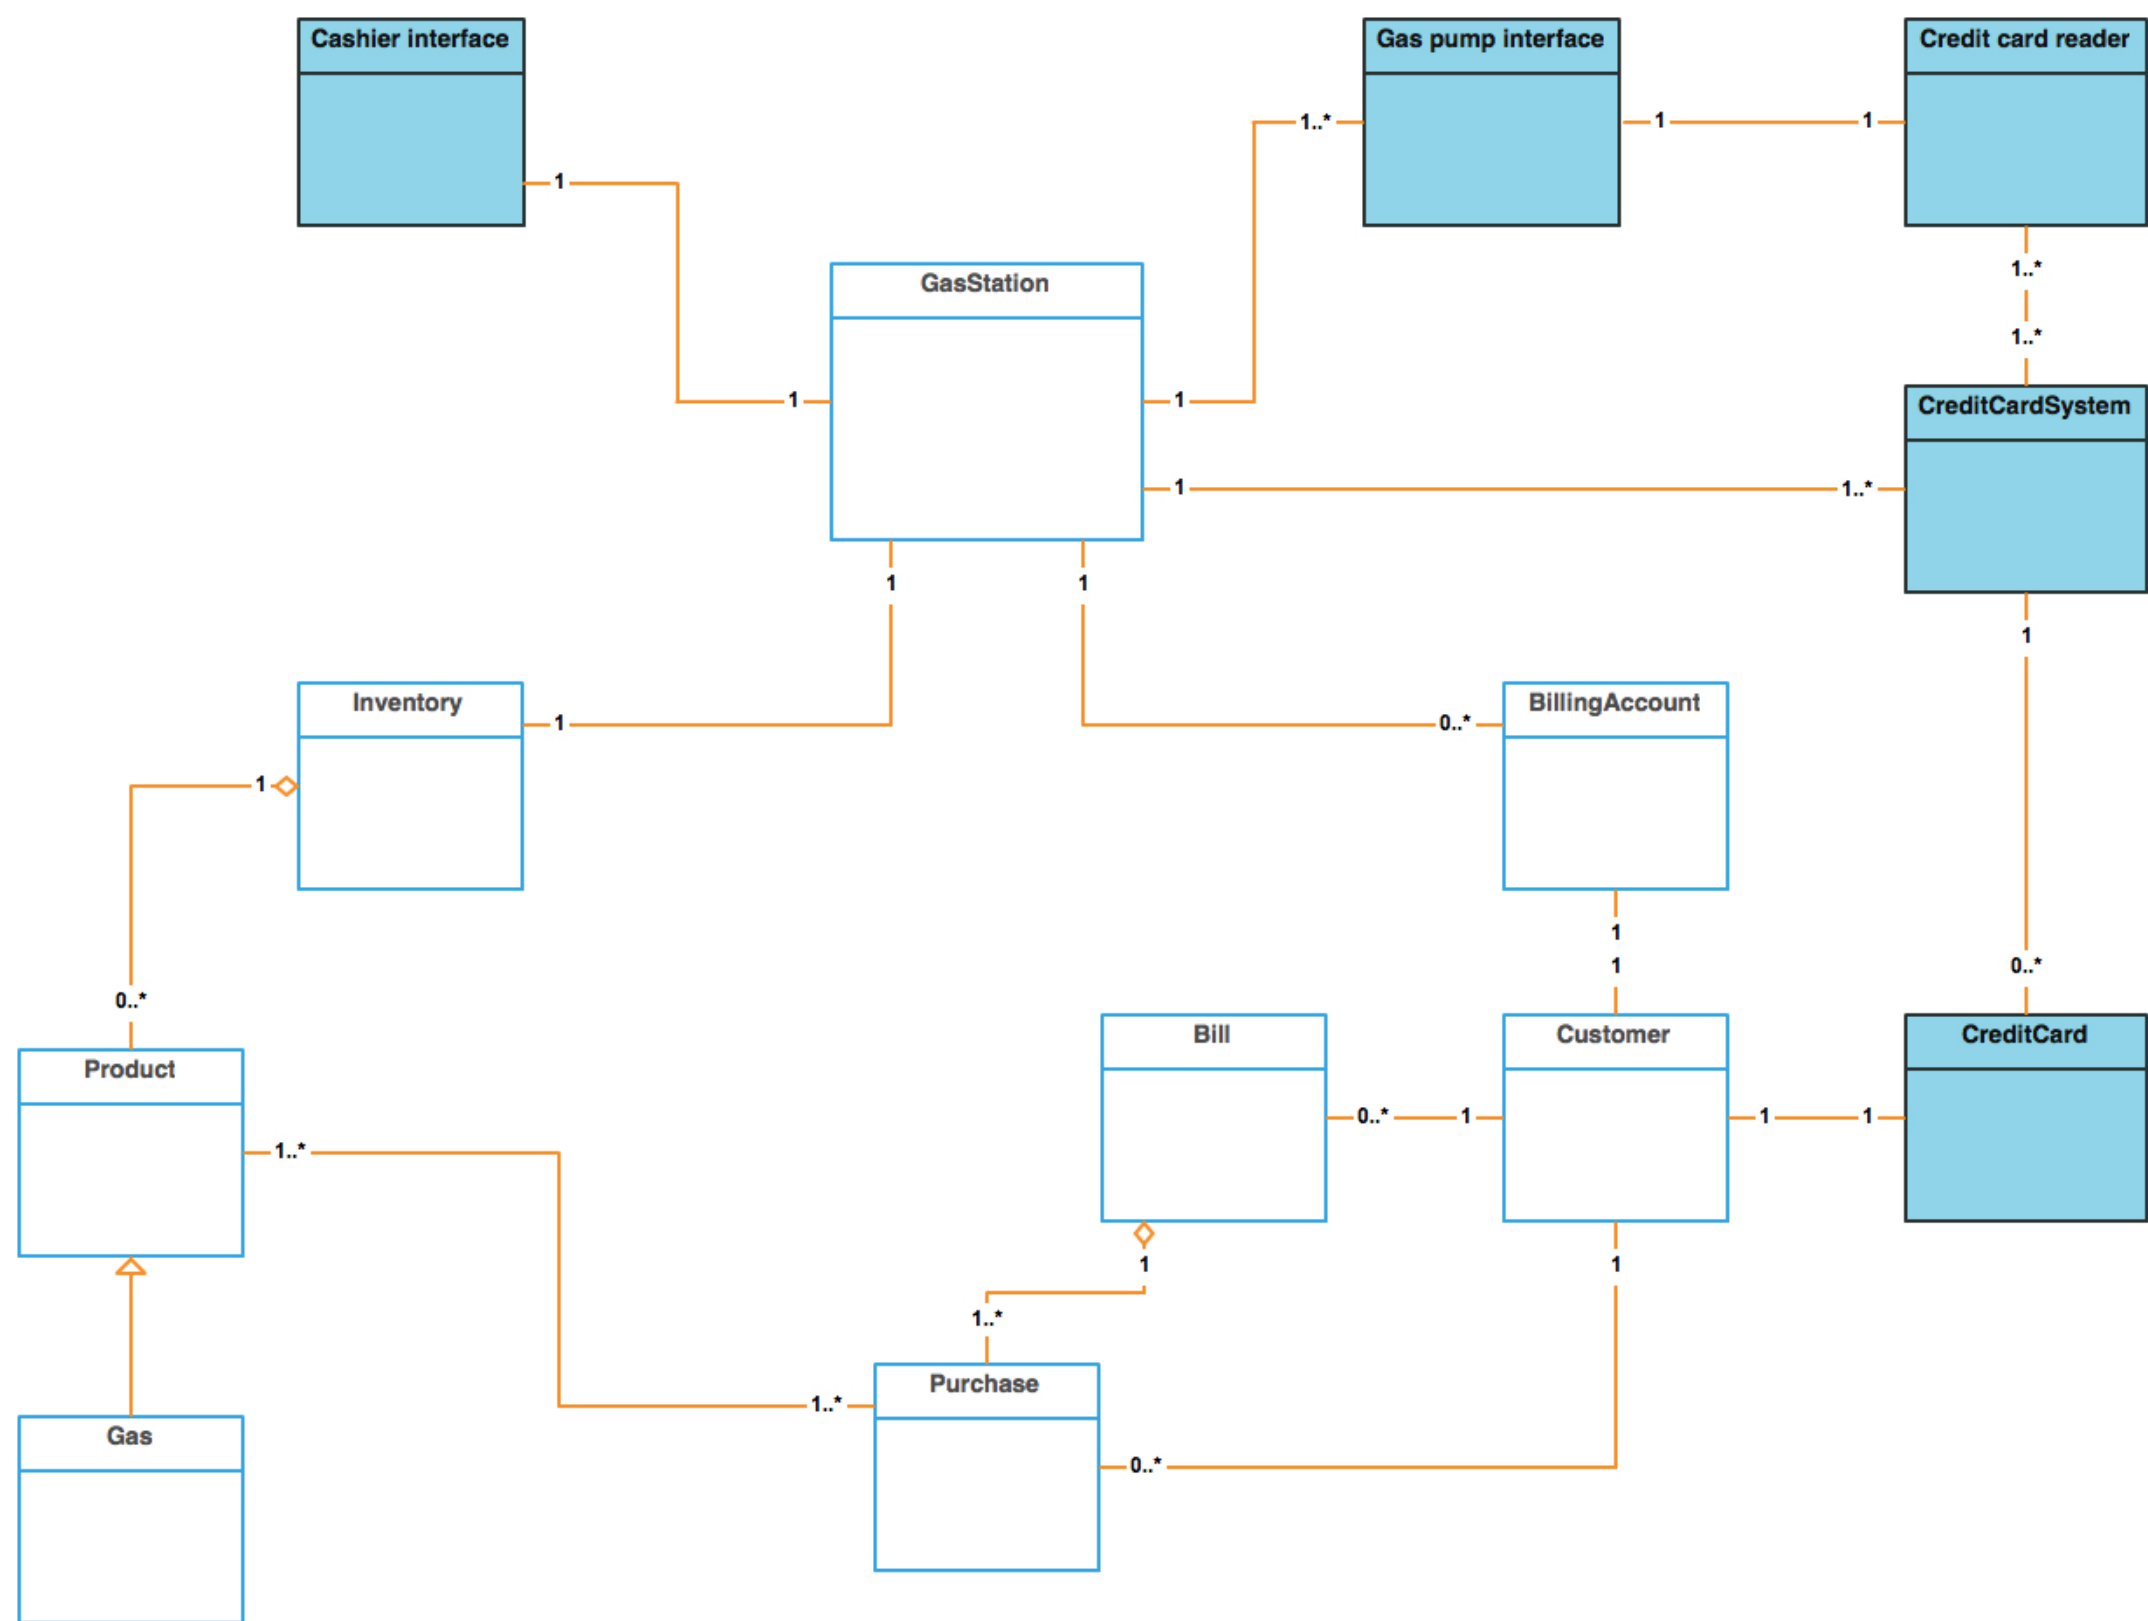 Cashier interface
Gas pump interface
Credit card reader
1..*
1
1
1
GasStation
1..*
1..*
1
1
CreditCardSystem
1
1..*
1
1
1
Inventory
BillingAccount
1
0..*
1
1
1
0..*
0..*
Bill
Customer
CreditCard
Product
0..*
1
1
1
1..*
1
1
1..*
Purchase
1..*
Gas
0..*